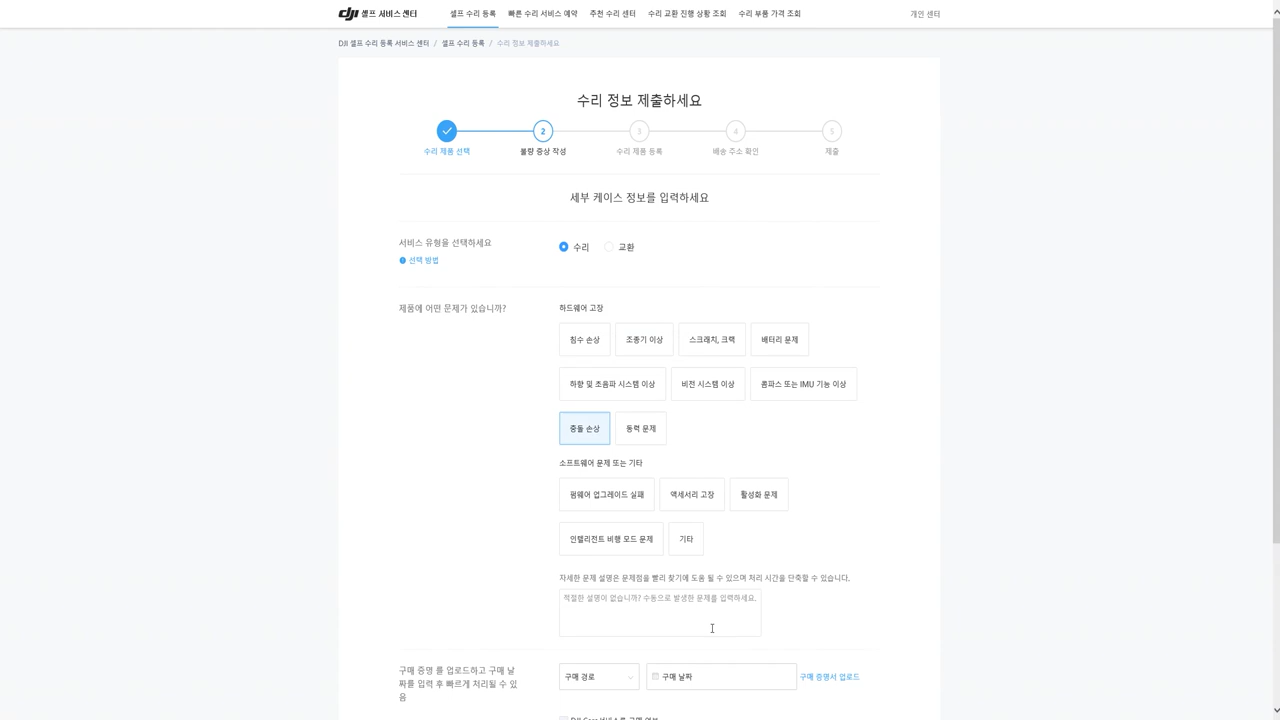 dji 셀프 서비스 센터 셀프 수리 등록 빠른 수리 서비스 예약 추천 수리 센터 수리 교환 진행 상황 조회 수리 부품 가격 조회 개인 센터
DJI 셀프 수리 등록 서비스 센터 / 셀프 수리 등록 / 수리 정보 제출하세요
수리 정보 제출하세요
2 3 4 5
수리 제품 선택 불량 증상 작성 수리 제품 등록 배송 주소 확인 제출
세부 케이스 정보를 입력하세요
서비스 유형을 선택하세요
수리 교환
선택 방법
제품에 어떤 문제가 있습니까?
하드웨어 고장
침수 손상 조종기 이상 스크래치, 크랙 배터리 문제
하향 및 초음파 시스템 이상 비전 시스템 이상 콤파스 또는 IMU 기능 이상
충돌 손상 동력 문제
소프트웨어 문제 또는 기타
펌웨어 업그레이드 실패 액세서리 고장 활성화 문제
인텔리전트 비행 모드 문제 기타
자세한 문제 설명은 문제점을 빨리 찾기에 도움 될 수 있으며 처리 시간을 단축할 수 있습니다.
적절한 설명이 없습니까? 수동으로 발생한 문제를 입력하세요.
구매 증명 를 업로드하고 구매 날
짜를 입력 후 빠르게 처리될 수 있
음
구매 경로 구매 날짜 구매 증명서 업로드